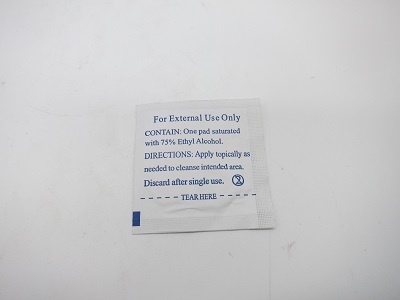 For External Use Only
CONTAIN: One pad saturated
with 75% Ethyl Alcohol.
DIRECTIONS: Apply topically as
needed to cleanse intended area.
Discard after single use.
TEAR HERE